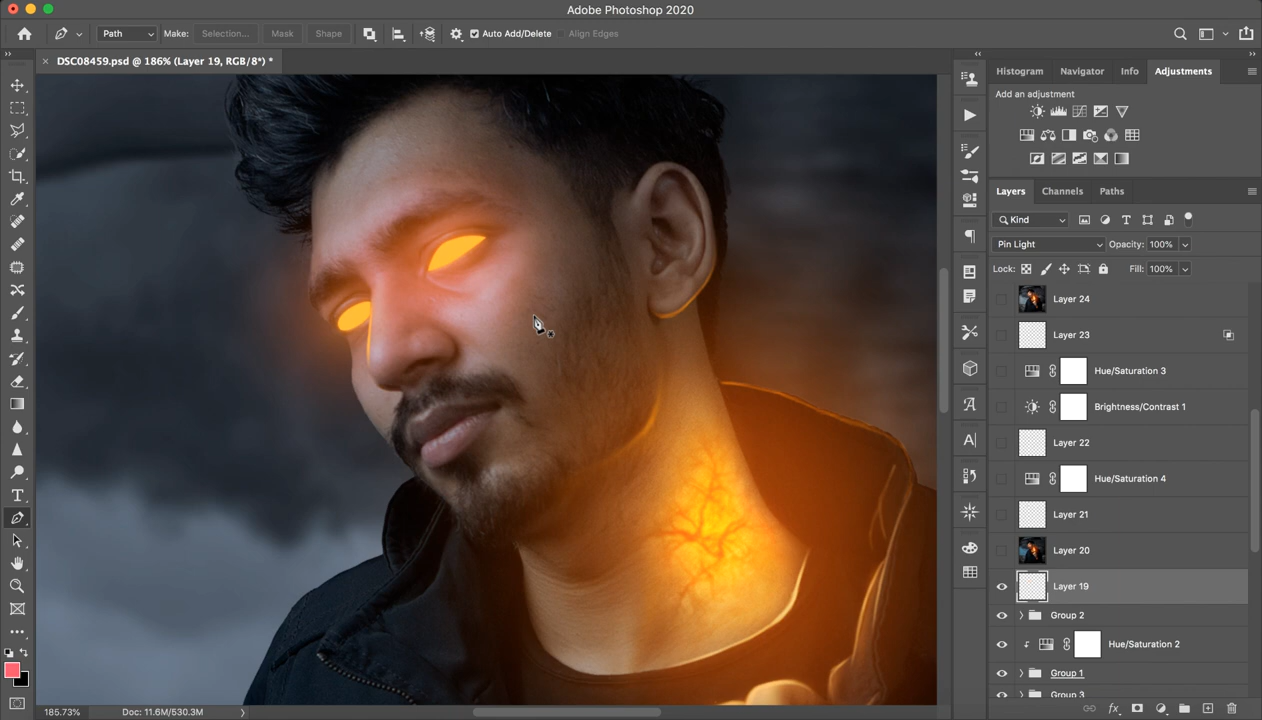 Adobe Photoshop 2020
Path
Make:
Selection...
Mask
Shape
Auto Add/Delete
Align Edges
DSC08459.psd @ 186% (Layer 19, RGB/8*) *
Histogram
Navigator
Info
Adjustments
Add an adjustment
Layers
Channels
Paths
Kind
Pin Light
Opacity: 100%
Lock:
Fill: 100%
Layer 24
Layer 23
Hue/Saturation 3
Brightness/Contrast 1
Layer 22
Hue/Saturation 4
Layer 21
Layer 20
Layer 19
Group 2
Hue/Saturation 2
Group 1
Group 3
185.73%
Doc: 11.6M/530.3M